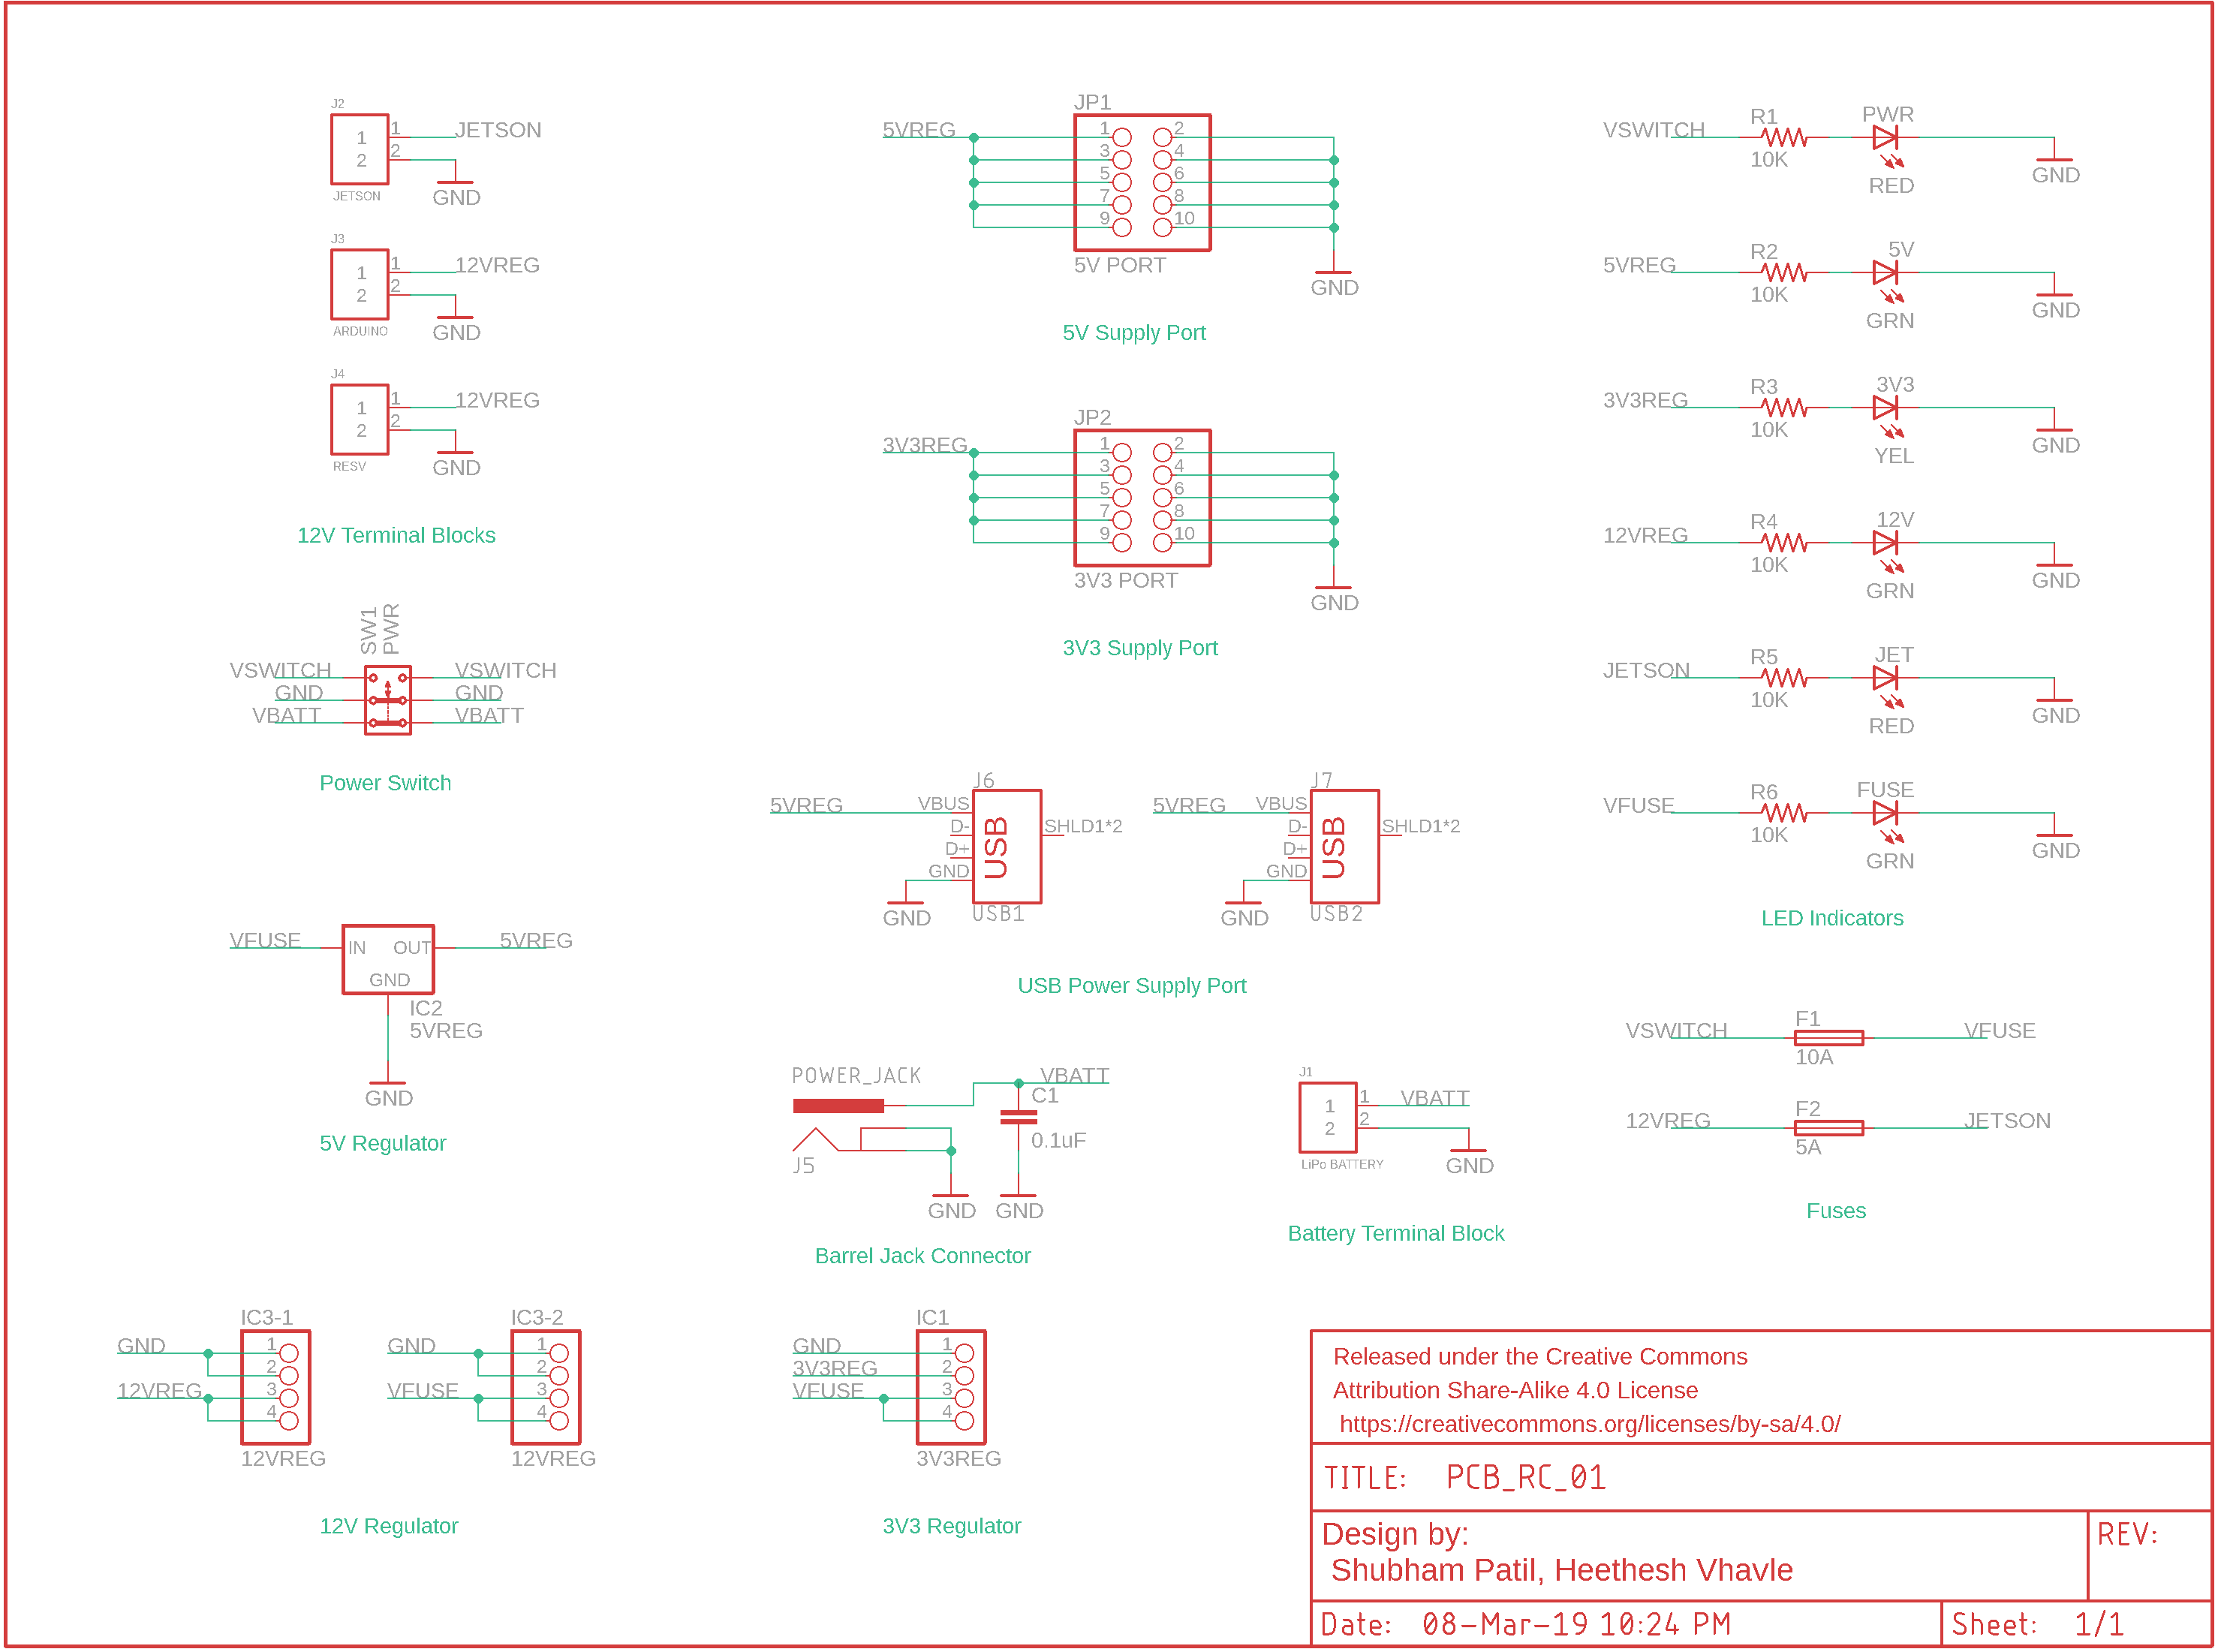 J2
1 1 JETSON
2 2
GND
JETSON
J3
1 1 12VREG
2 2
GND
ARDUINO
J4
1 1 12VREG
2 2
GND
RESV
12V Terminal Blocks
SW1
PWR
VSWITCH VSWITCH
GND GND
VBATT VBATT
Power Switch
VFUSE IN OUT 5VREG
GND
IC2
5VREG
GND
5V Regulator
JP1
5VREG 1 2
3 4
5 6
7 8
9 10
5V PORT
GND
5V Supply Port
JP2
3V3REG 1 2
3 4
5 6
7 8
9 10
3V3 PORT
GND
3V3 Supply Port
J6
5VREG VBUS
D- SHLD1*2
D+
GND
USB
GND
USB1
J7
5VREG VBUS
D- SHLD1*2
D+
GND
USB
GND
USB2
USB Power Supply Port
POWER_JACK VBATT
C1
0.1uF
J5
GND GND
Barrel Jack Connector
J1
1 1 VBATT
2 2
LiPo BATTERY GND
Battery Terminal Block
VSWITCH R1 PWR
10K RED GND
5VREG R2 5V
10K GRN GND
3V3REG R3 3V3
10K YEL GND
12VREG R4 12V
10K GRN GND
JETSON R5 JET
10K RED GND
VFUSE R6 FUSE
10K GRN GND
LED Indicators
VSWITCH F1 VFUSE
10A
12VREG F2 JETSON
5A
Fuses
IC3-1
GND 1
2
12VREG 3
4
12VREG
IC3-2
GND 1
2
VFUSE 3
4
12VREG
12V Regulator
IC1
GND 1
3V3REG 2
VFUSE 3
4
3V3REG
3V3 Regulator
Released under the Creative Commons
Attribution Share-Alike 4.0 License
https://creativecommons.org/licenses/by-sa/4.0/
TITLE: PCB_RC_01
Design by:
Shubham Patil, Heethesh Vhavle
REV:
Date: 08-Mar-19 10:24 PM
Sheet: 1/1